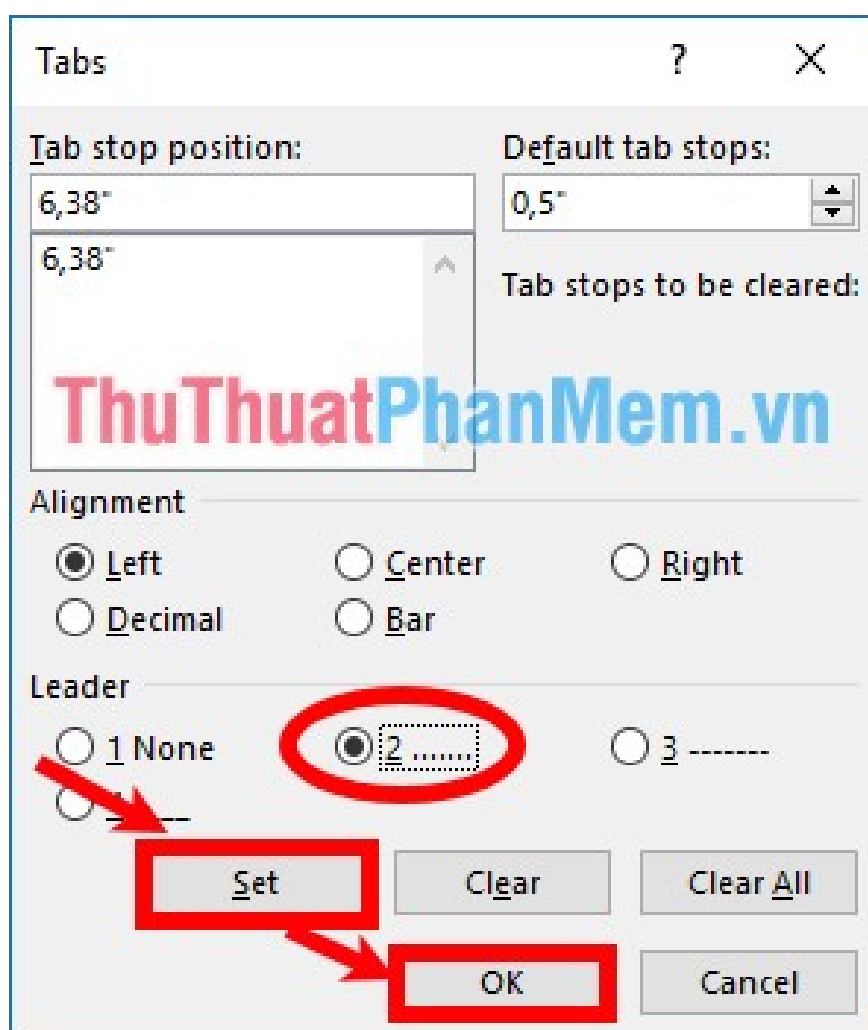 Tabs ?
Tab stop position: Default tab stops:
6,38" 0,5"
6,38"
Tab stops to be cleared:
ThuThuatPhanMem.vn
Alignment
Left Center Right
Decimal Bar
Leader
1 None 2 ....... 3 -------
__
Set Clear Clear All
OK Cancel